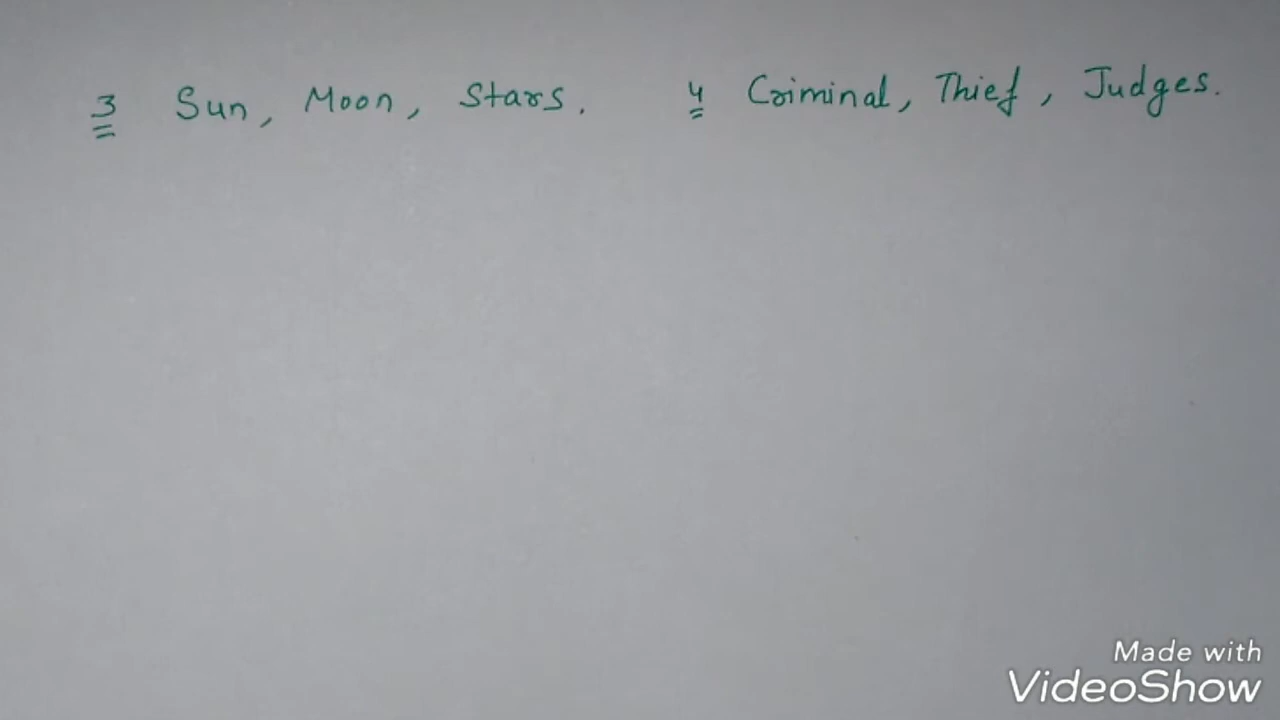 3 Sun, Moon, Stars. 4 Criminal, Thief, Judges.
Made with
VideoShow